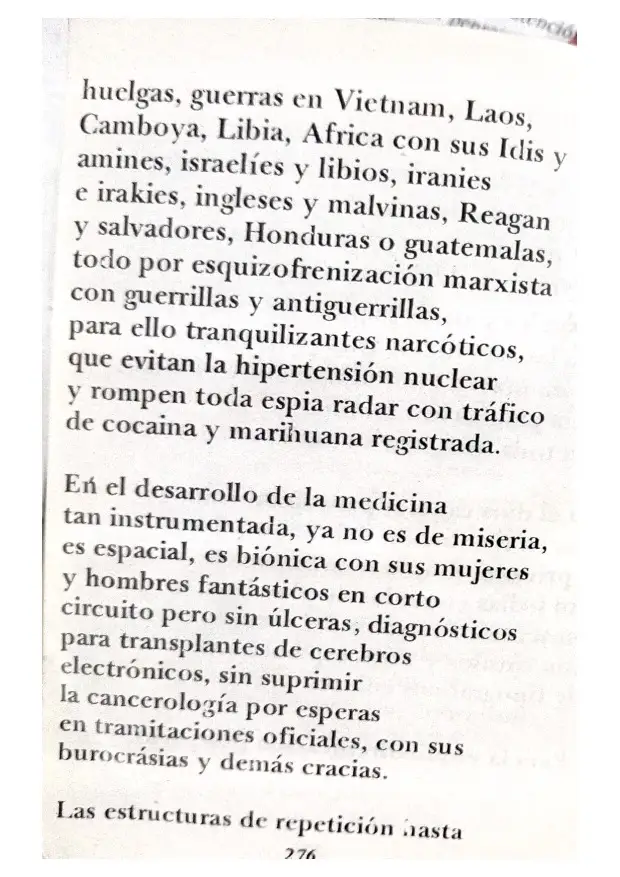 huelgas, guerras en Vietnam, Laos,
Camboya, Libia, Africa con sus Idis y
amines, israelíes y libios, iranies
e irakies, ingleses y malvinas, Reagan
y salvadores, Honduras o guatemalas,
todo por esquizofrenización marxista
con guerrillas y antiguerrillas,
para ello tranquilizantes narcóticos,
que evitan la hipertensión nuclear
y rompen toda espia radar con tráfico
de cocaina y marihuana registrada.

En el desarrollo de la medicina
tan instrumentada, ya no es de miseria,
es espacial, es biónica con sus mujeres
y hombres fantásticos en corto
circuito pero sin úlceras, diagnósticos
para transplantes de cerebros
electrónicos, sin suprimir
la cancerología por esperas
en tramitaciones oficiales, con sus
burocrásias y demás cracias.

Las estructuras de repetición hasta
276